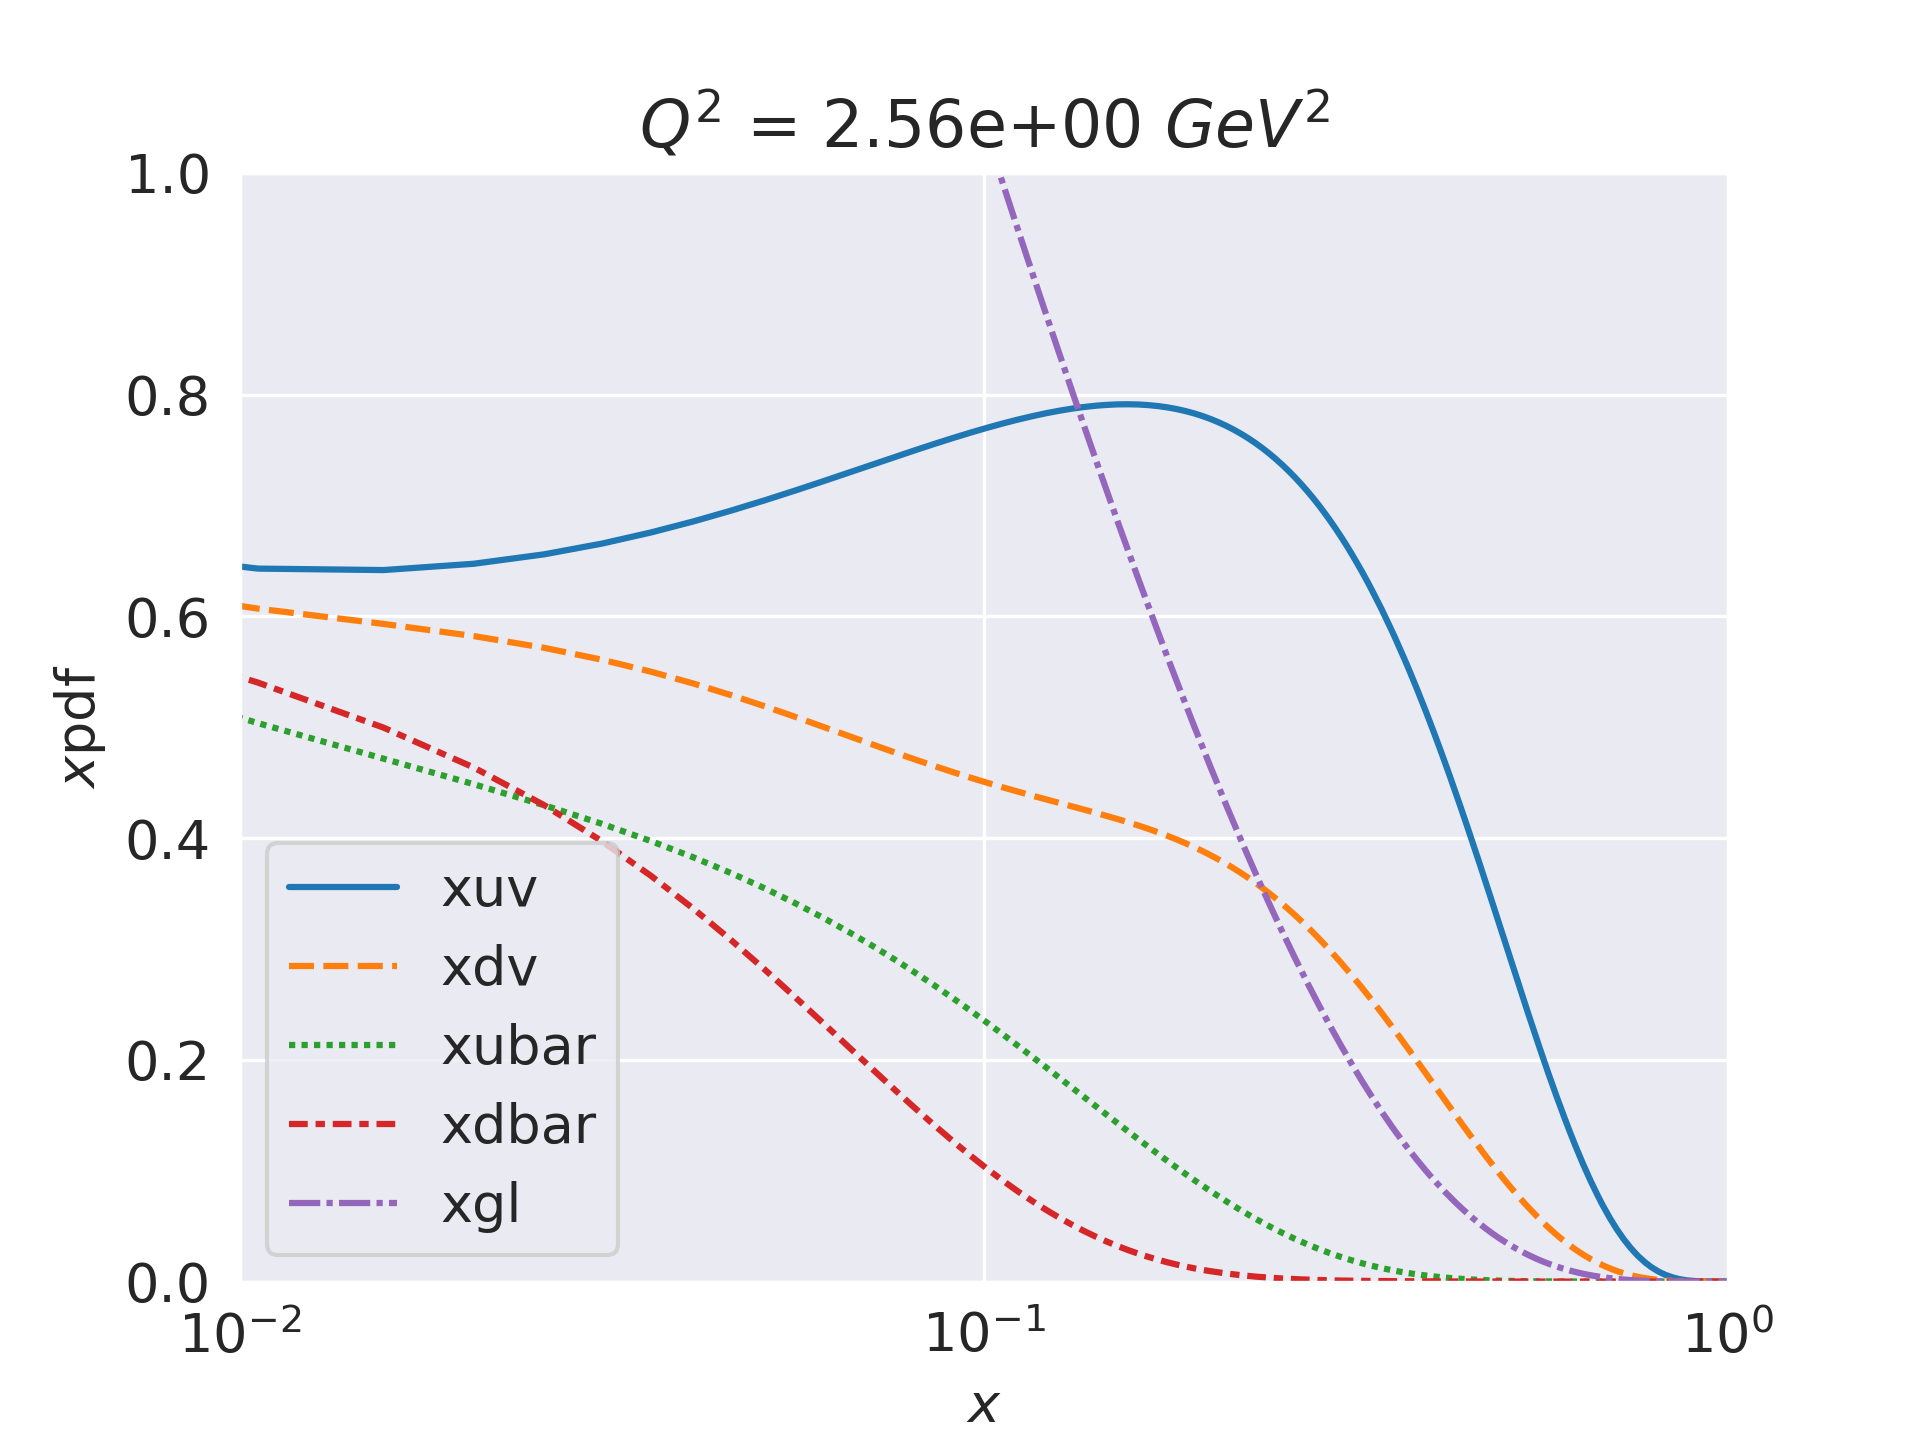 Q² = 2.56e+00 GeV²
1.0
0.8
0.6
0.4
0.2
0.0
xpdf
xuv
xdv
xubar
xdbar
xgl
10⁻² 10⁻¹ 10⁰
x